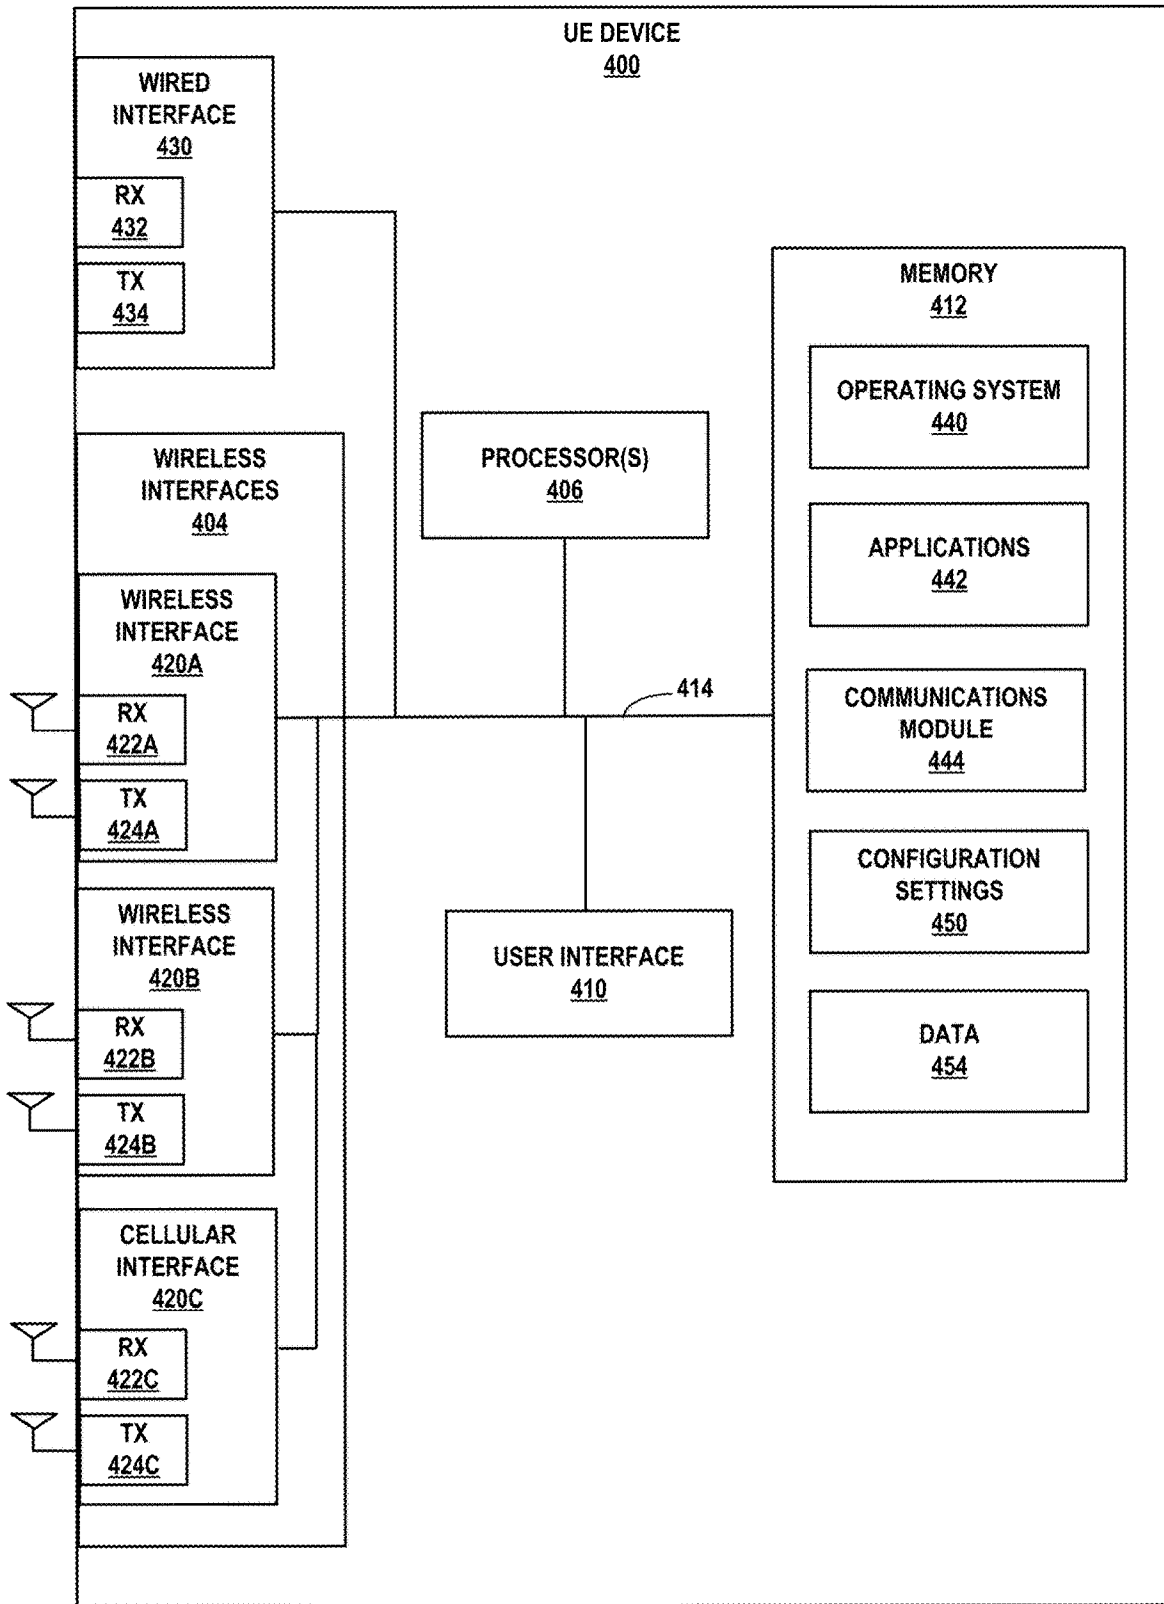 UE DEVICE
400
WIRED
INTERFACE
430
RX
432
TX
434
WIRELESS
INTERFACES
404
WIRELESS
INTERFACE
420A
RX
422A
TX
424A
WIRELESS
INTERFACE
420B
RX
422B
TX
424B
CELLULAR
INTERFACE
420C
RX
422C
TX
424C
PROCESSOR(S)
406
414
USER INTERFACE
410
MEMORY
412
OPERATING SYSTEM
440
APPLICATIONS
442
COMMUNICATIONS
MODULE
444
CONFIGURATION
SETTINGS
450
DATA
454